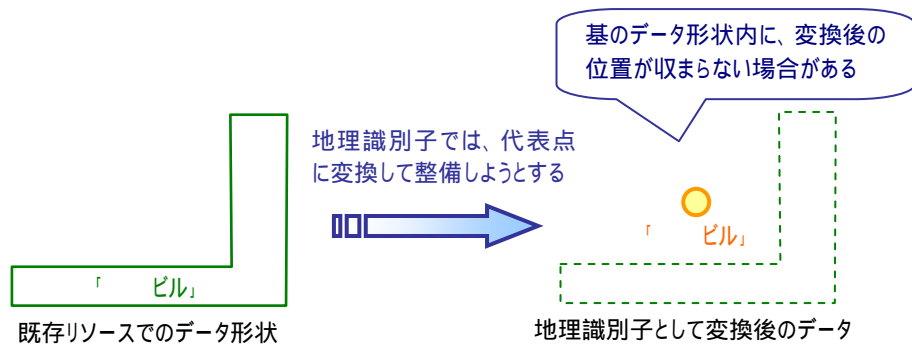 基のデータ形状内に、変換後の
位置が収まらない場合がある
地理識別子では、代表点
に変換して整備しようとする
「　　ビル」
「　　ビル」
既存リソースでのデータ形状
地理識別子として変換後のデータ